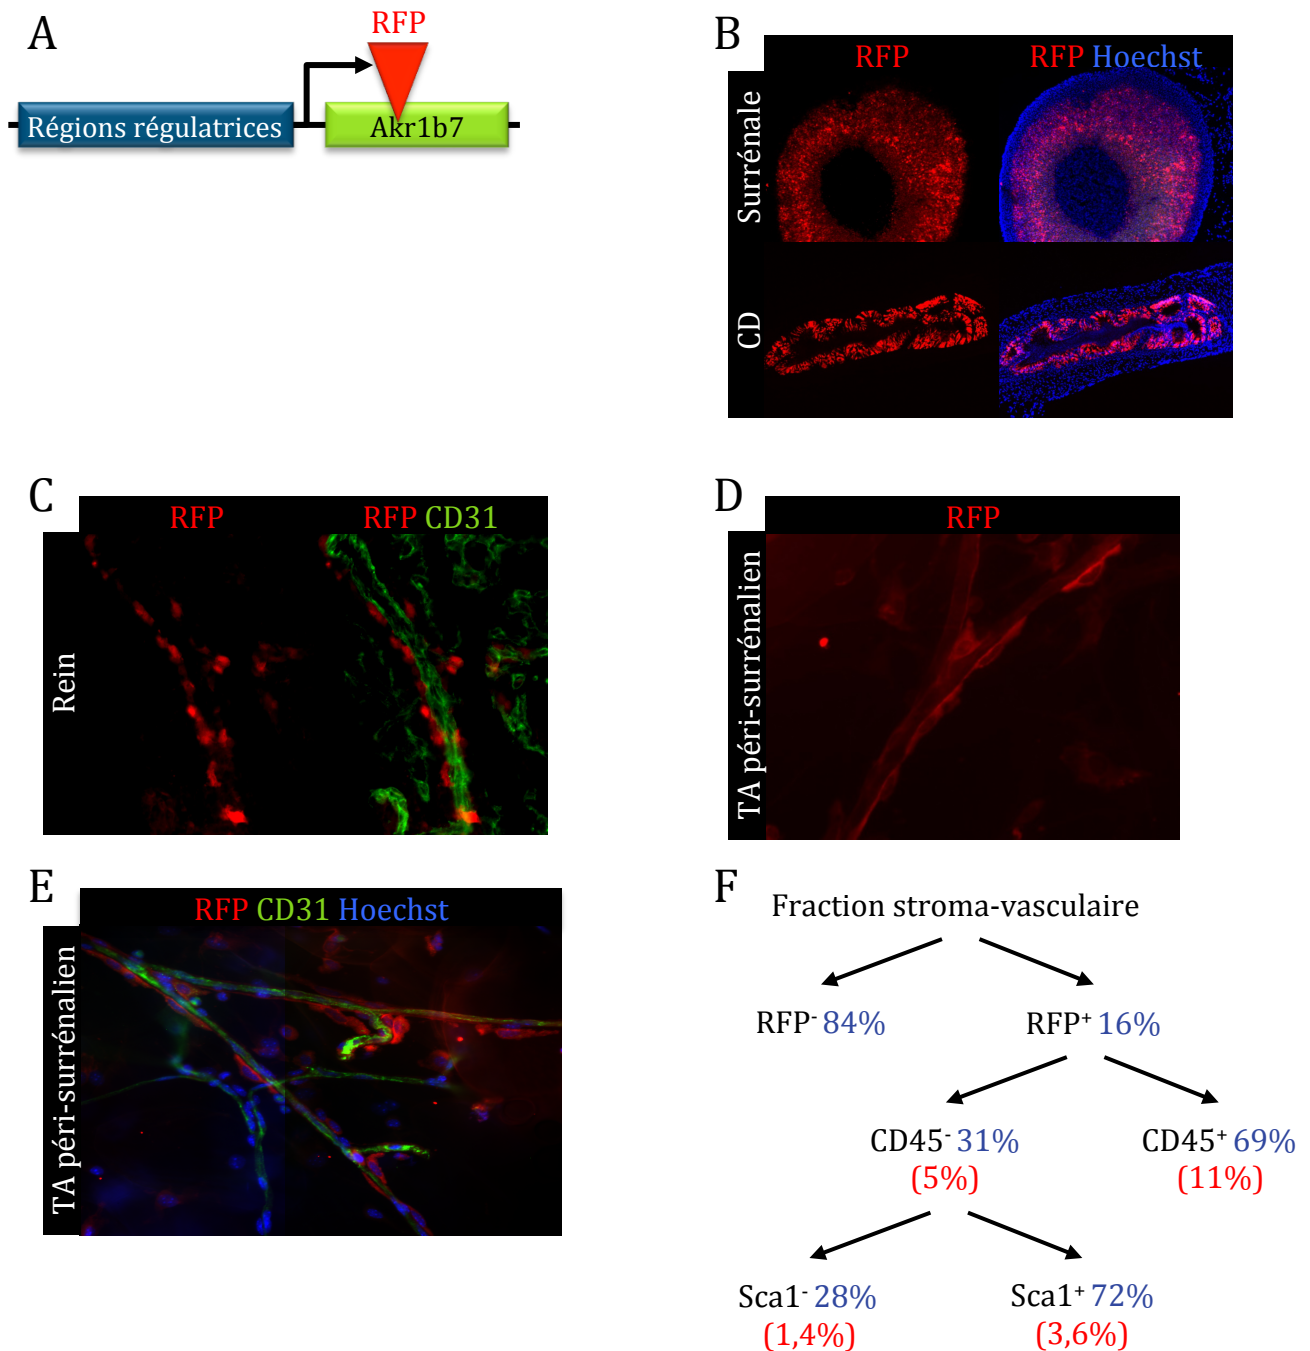 A
RFP
Régions régulatrices
Akr1b7
B
RFP
RFP Hoechst
Surrénale
CD
C
RFP
RFP CD31
Rein
D
RFP
TA péri-surrénalien
E
RFP CD31 Hoechst
TA péri-surrénalien
F
Fraction stroma-vasculaire
RFP⁻ 84%
RFP⁺ 16%
CD45⁻ 31%
(5%)
CD45⁺ 69%
(11%)
Sca1⁻ 28%
(1,4%)
Sca1⁺ 72%
(3,6%)